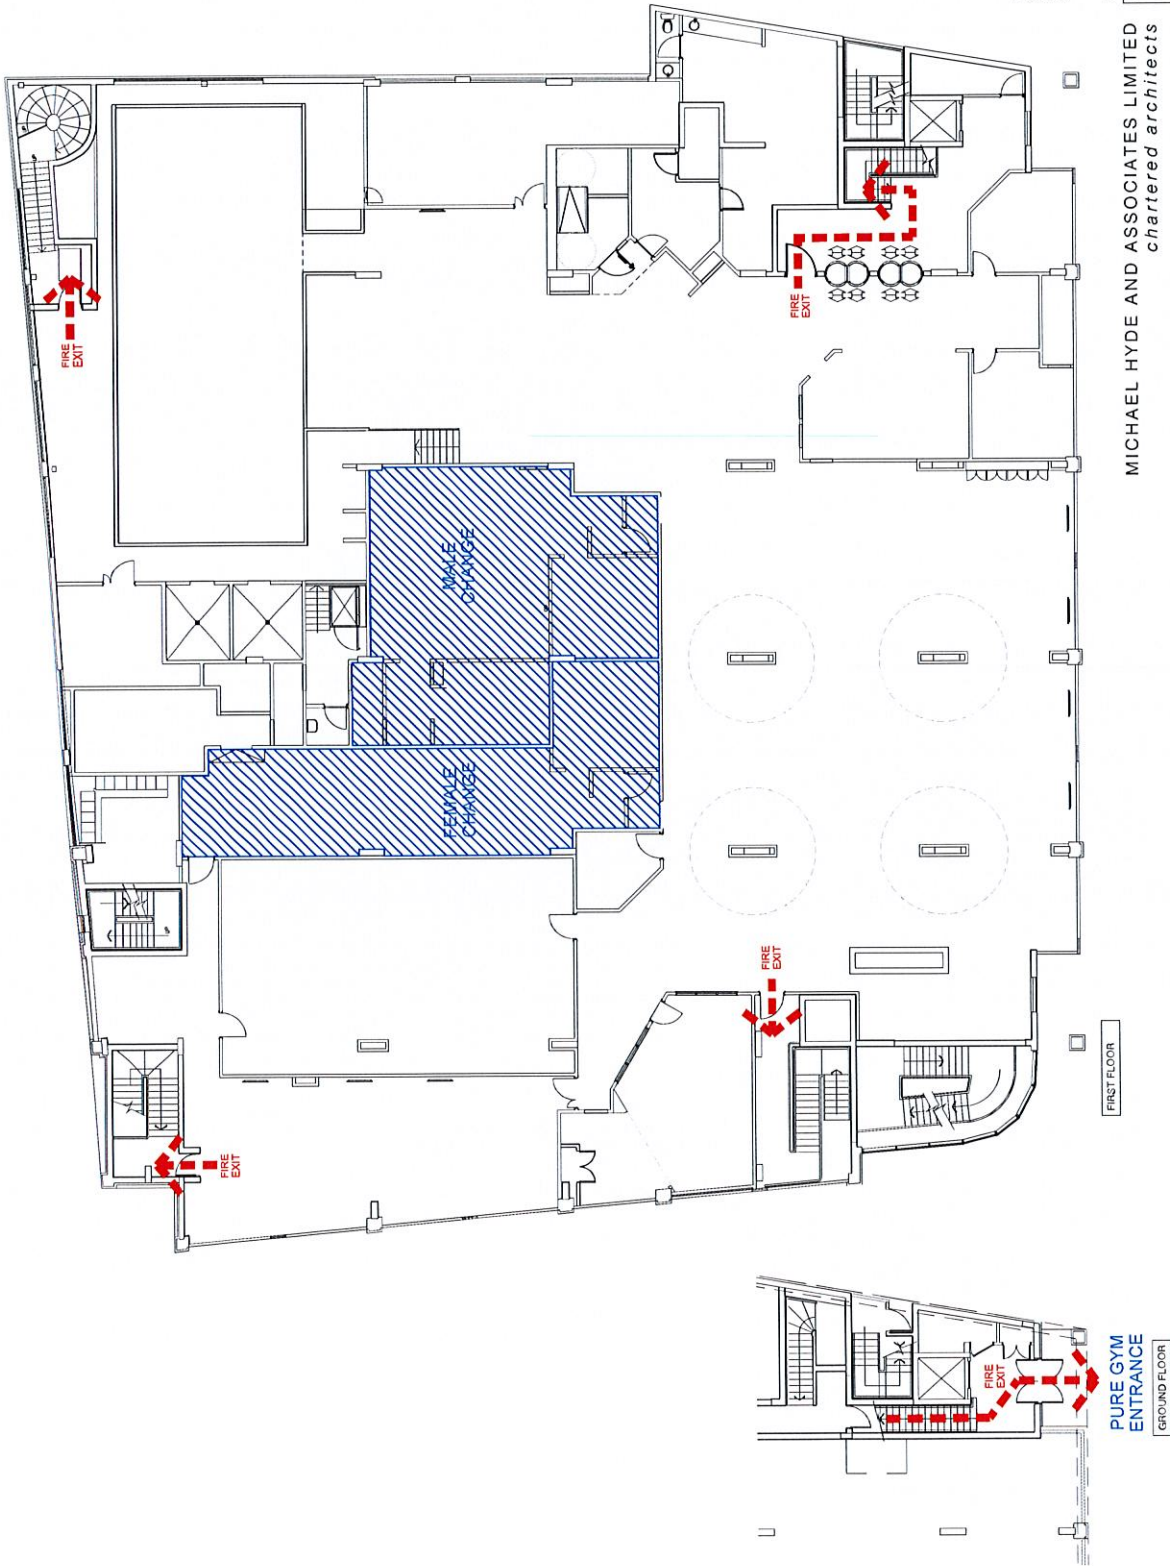 FIRE
EXIT
FIRE
EXIT
MALE
CHANGE
FEMALE
CHANGE
FIRE
EXIT
FIRE
EXIT
FIRST FLOOR
FIRE
EXIT
PURE GYM
ENTRANCE
GROUND FLOOR
MICHAEL HYDE AND ASSOCIATES LIMITED
chartered architects